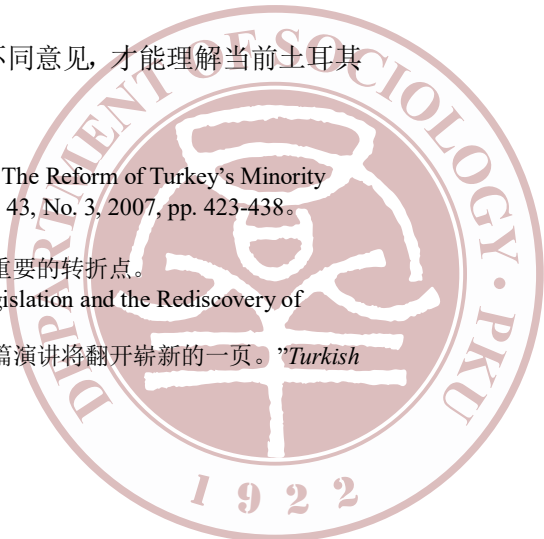 不同意见，才能理解当前土耳其
The Reform of Turkey's Minority
43, No. 3, 2007, pp. 423-438。
重要的转折点。
gislation and the Rediscovery of
篇演讲将翻开崭新的一页。”Turkish
DEPARTMENT OF SOCIOLOGY · PKU
1922